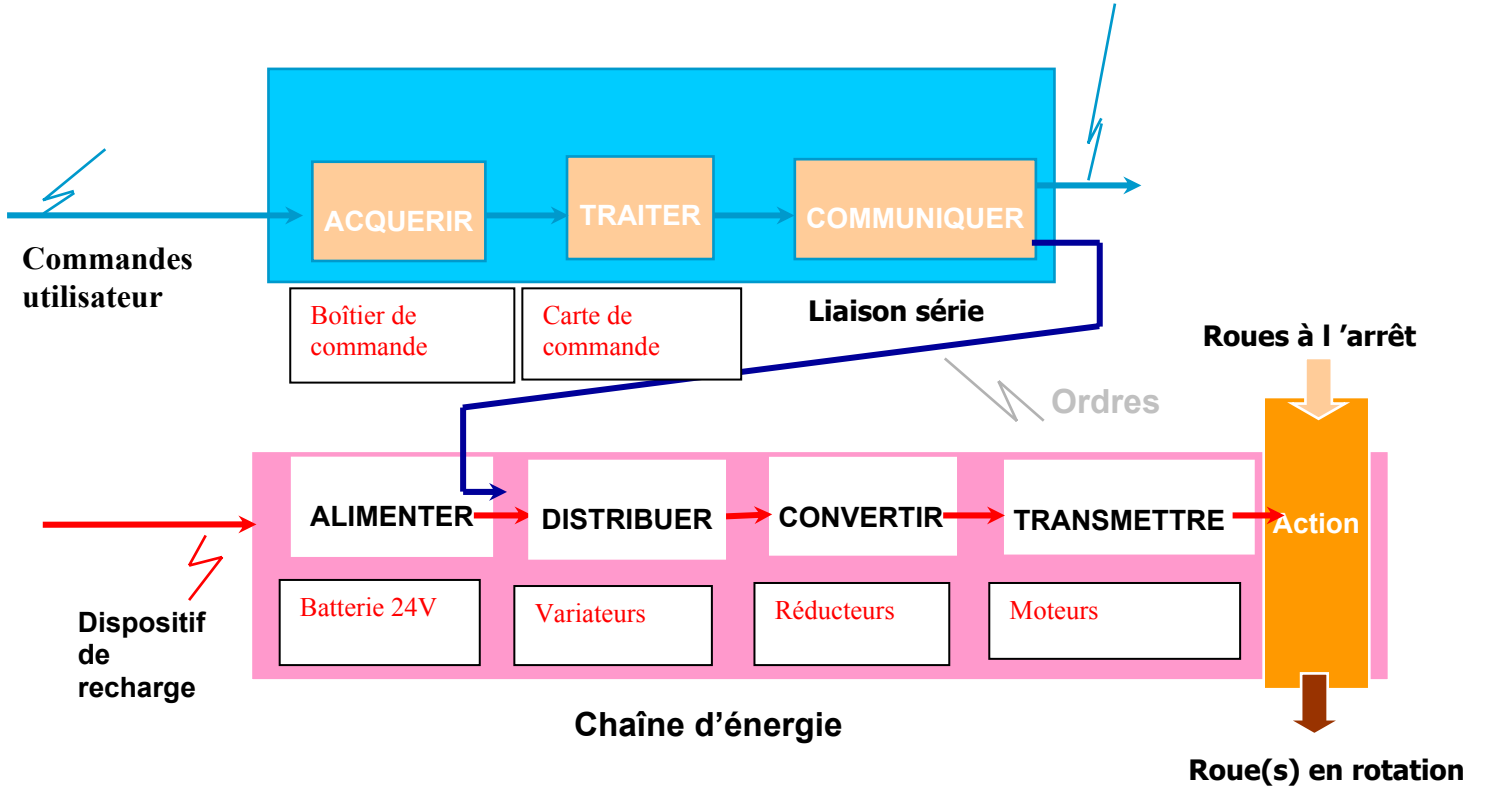 ACQUERIR
TRAITER
COMMUNIQUER
Commandes
utilisateur
Boîtier de
commande
Carte de
commande
Liaison série
Roues à l ’arrêt
Ordres
ALIMENTER
DISTRIBUER
CONVERTIR
TRANSMETTRE
Action
Batterie 24V
Variateurs
Réducteurs
Moteurs
Dispositif
de
recharge
Chaîne d’énergie
Roue(s) en rotation